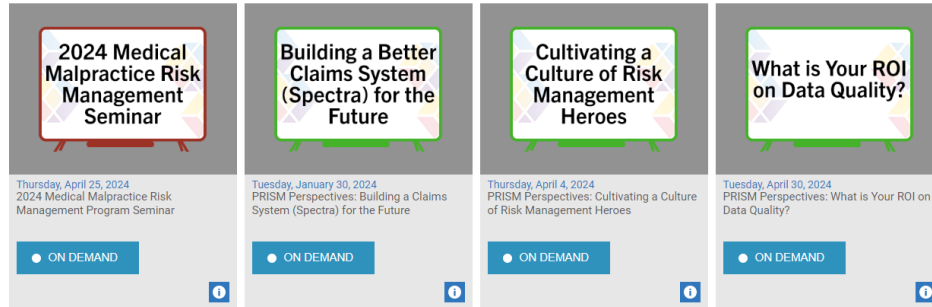 2024 Medical
Malpractice Risk
Management
Seminar
Thursday, April 25, 2024
2024 Medical Malpractice Risk
Management Program Seminar
ON DEMAND
Building a Better
Claims System
(Spectra) for the
Future
Tuesday, January 30, 2024
PRISM Perspectives: Building a Claims
System (Spectra) for the Future
ON DEMAND
Cultivating a
Culture of Risk
Management
Heroes
Thursday, April 4, 2024
PRISM Perspectives: Cultivating a Culture
of Risk Management Heroes
ON DEMAND
What is Your ROI
on Data Quality?
Tuesday, April 30, 2024
PRISM Perspectives: What is Your ROI on
Data Quality?
ON DEMAND